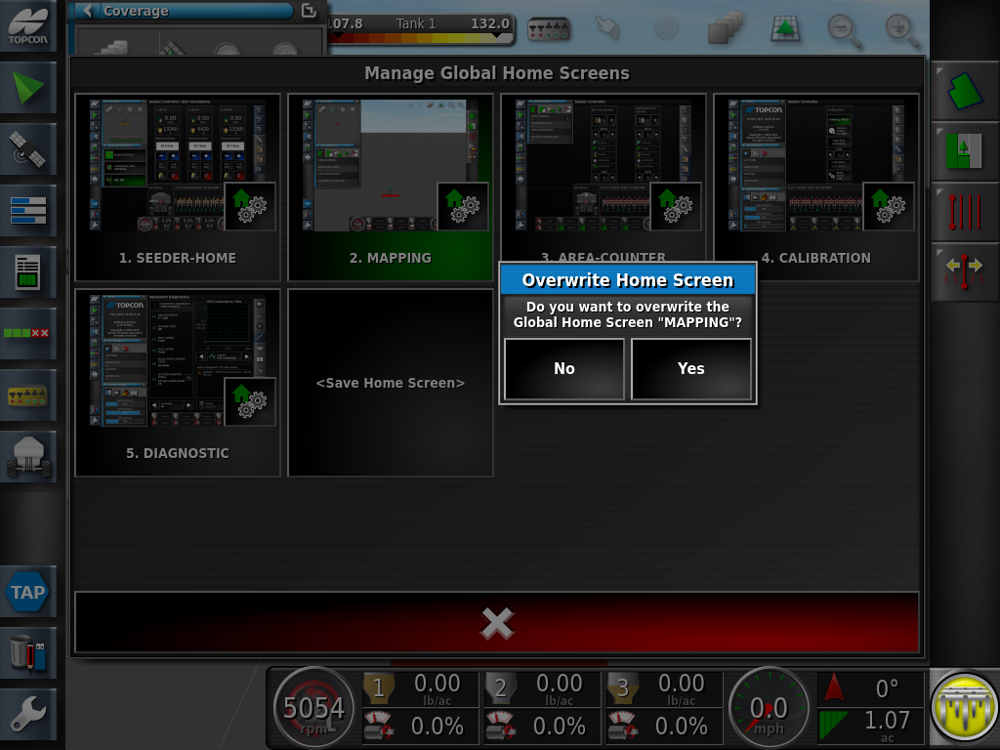 TOPCON
Coverage
107.8 Tank 1 132.0
Manage Global Home Screens
TOPCON
1. SEEDER-HOME
2. MAPPING
3. AREA-COUNTER
4. CALIBRATION
Overwrite Home Screen
Do you want to overwrite the
Global Home Screen "MAPPING"?
No
Yes
TOPCON
<Save Home Screen>
5. DIAGNOSTIC
TAP
5054
rpm
1
0.00
lb/ac
0.0%
2
0.00
lb/ac
0.0%
3
0.00
lb/ac
0.0%
0.0
mph
0°
1.07
ac